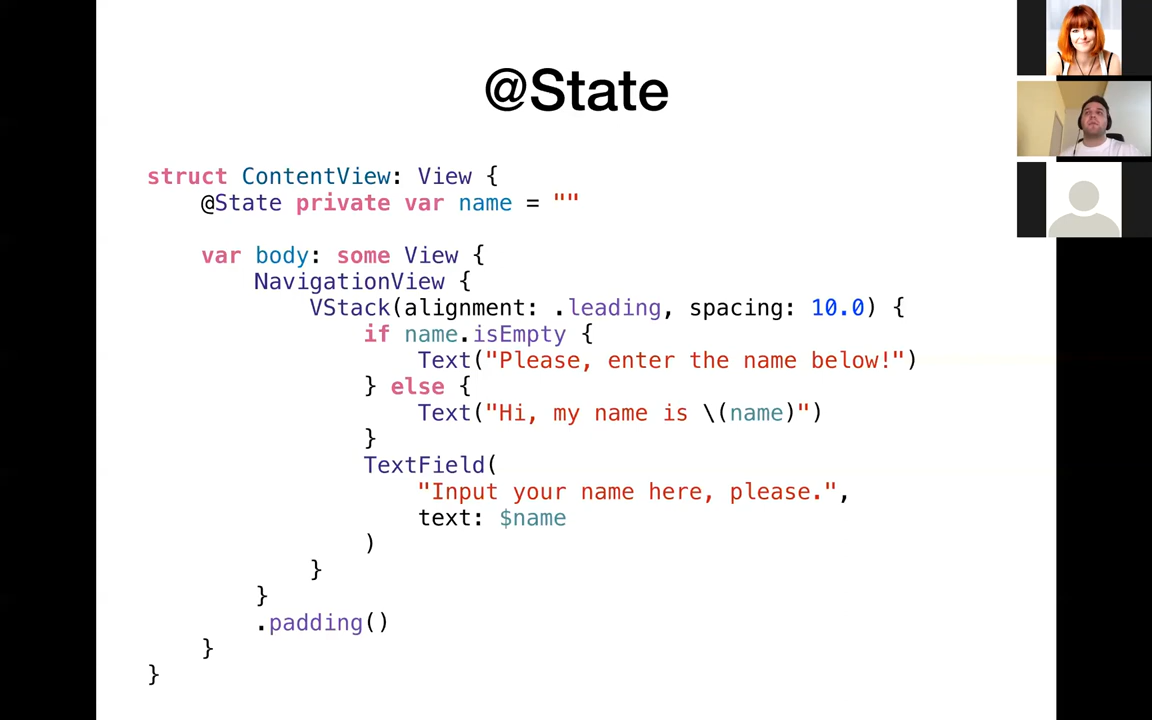 @State
struct ContentView: View {
@State private var name = ""
var body: some View {
NavigationView {
VStack(alignment: .leading, spacing: 10.0) {
if name.isEmpty {
Text("Please, enter the name below!")
} else {
Text("Hi, my name is \(name)")
}
TextField(
"Input your name here, please.",
text: $name
)
}
}
.padding()
}
}